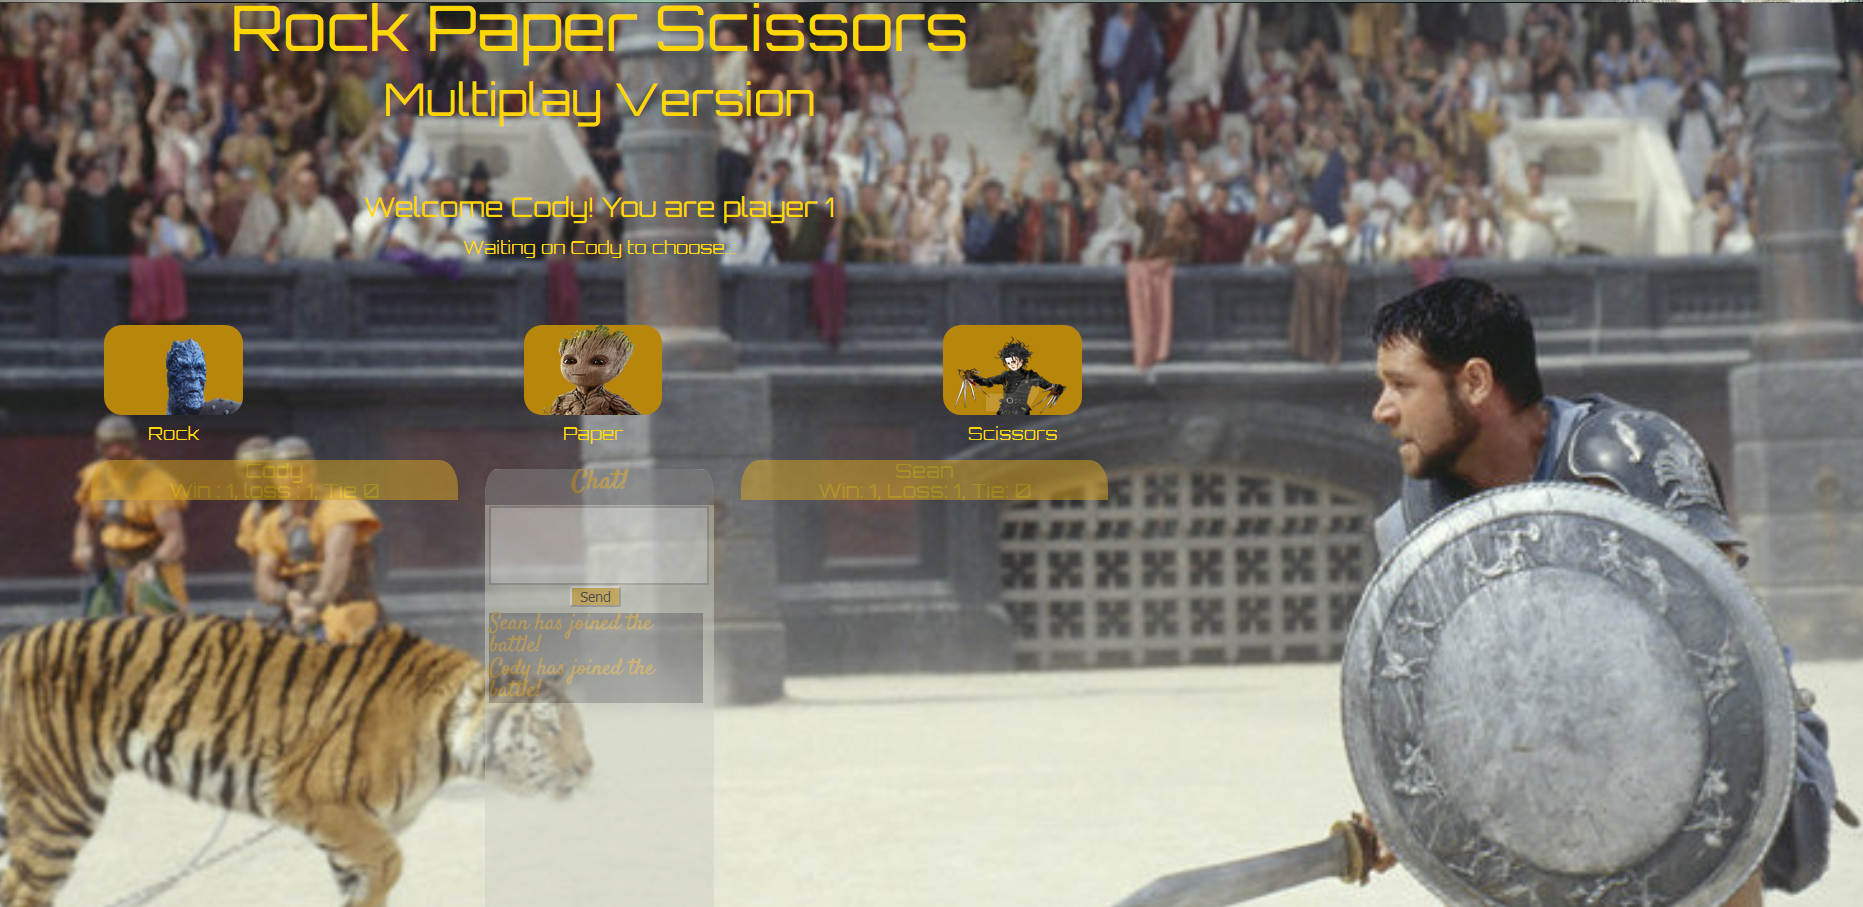 Rock Paper Scissors
Multiplay Version
Welcome Cody! You are player 1
Waiting on Cody to choose...
Rock
Paper
Scissors
Cody
Win : 1, loss : 1, Tie 0
Chat!
Sean
Win: 1, Loss: 1, Tie: 0
Send
Sean has joined the
battle!
Cody has joined the
battle!